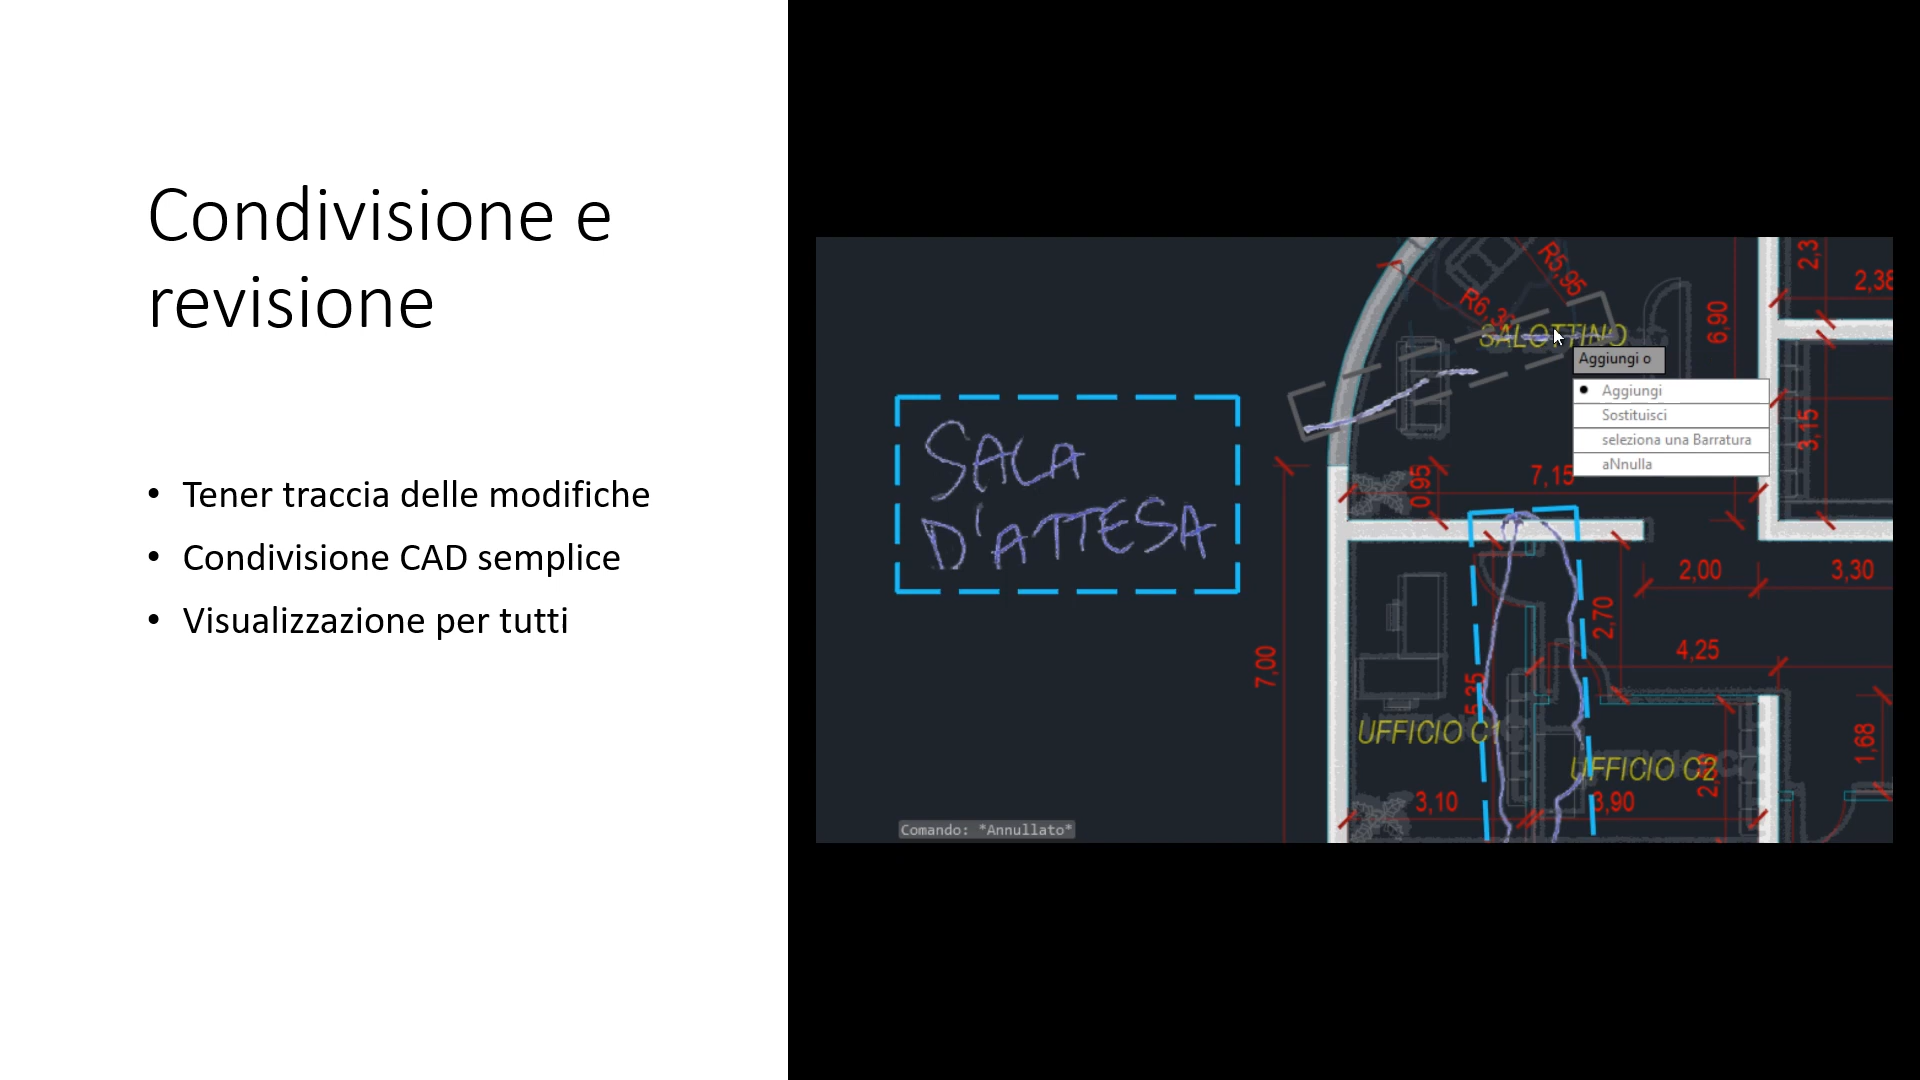 Condivisione e
revisione
• Tener traccia delle modifiche
• Condivisione CAD semplice
• Visualizzazione per tutti
R5,95
2,3
2,38
6,90
SALOTTINO
Aggiungi o
Aggiungi
Sostituisci
seleziona una Barratura
aNnulla
3,15
SALA
D'ATTESA
0,95
7,15
2,00
3,30
2,70
4,25
7,00
5,35
UFFICIO C1
1,68
UFFICIO C2
3,10
3,90
Comando: *Annullato*